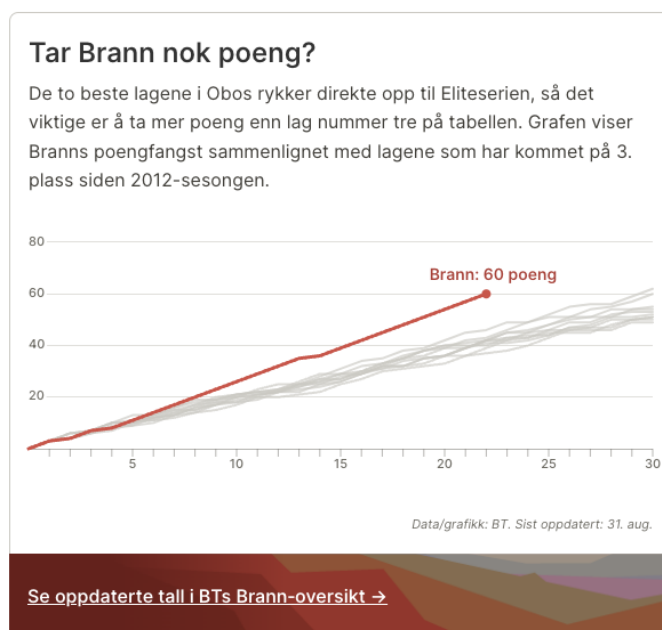 Tar Brann nok poeng?
De to beste lagene i Obos rykker direkte opp til Eliteserien, så det
viktige er å ta mer poeng enn lag nummer tre på tabellen. Grafen viser
Branns poengfangst sammenlignet med lagene som har kommet på 3.
plass siden 2012-sesongen.
80
Brann: 60 poeng
60
40
20
5 10 15 20 25 30
Data/grafikk: BT. Sist oppdatert: 31. aug.
Se oppdaterte tall i BTs Brann-oversikt →